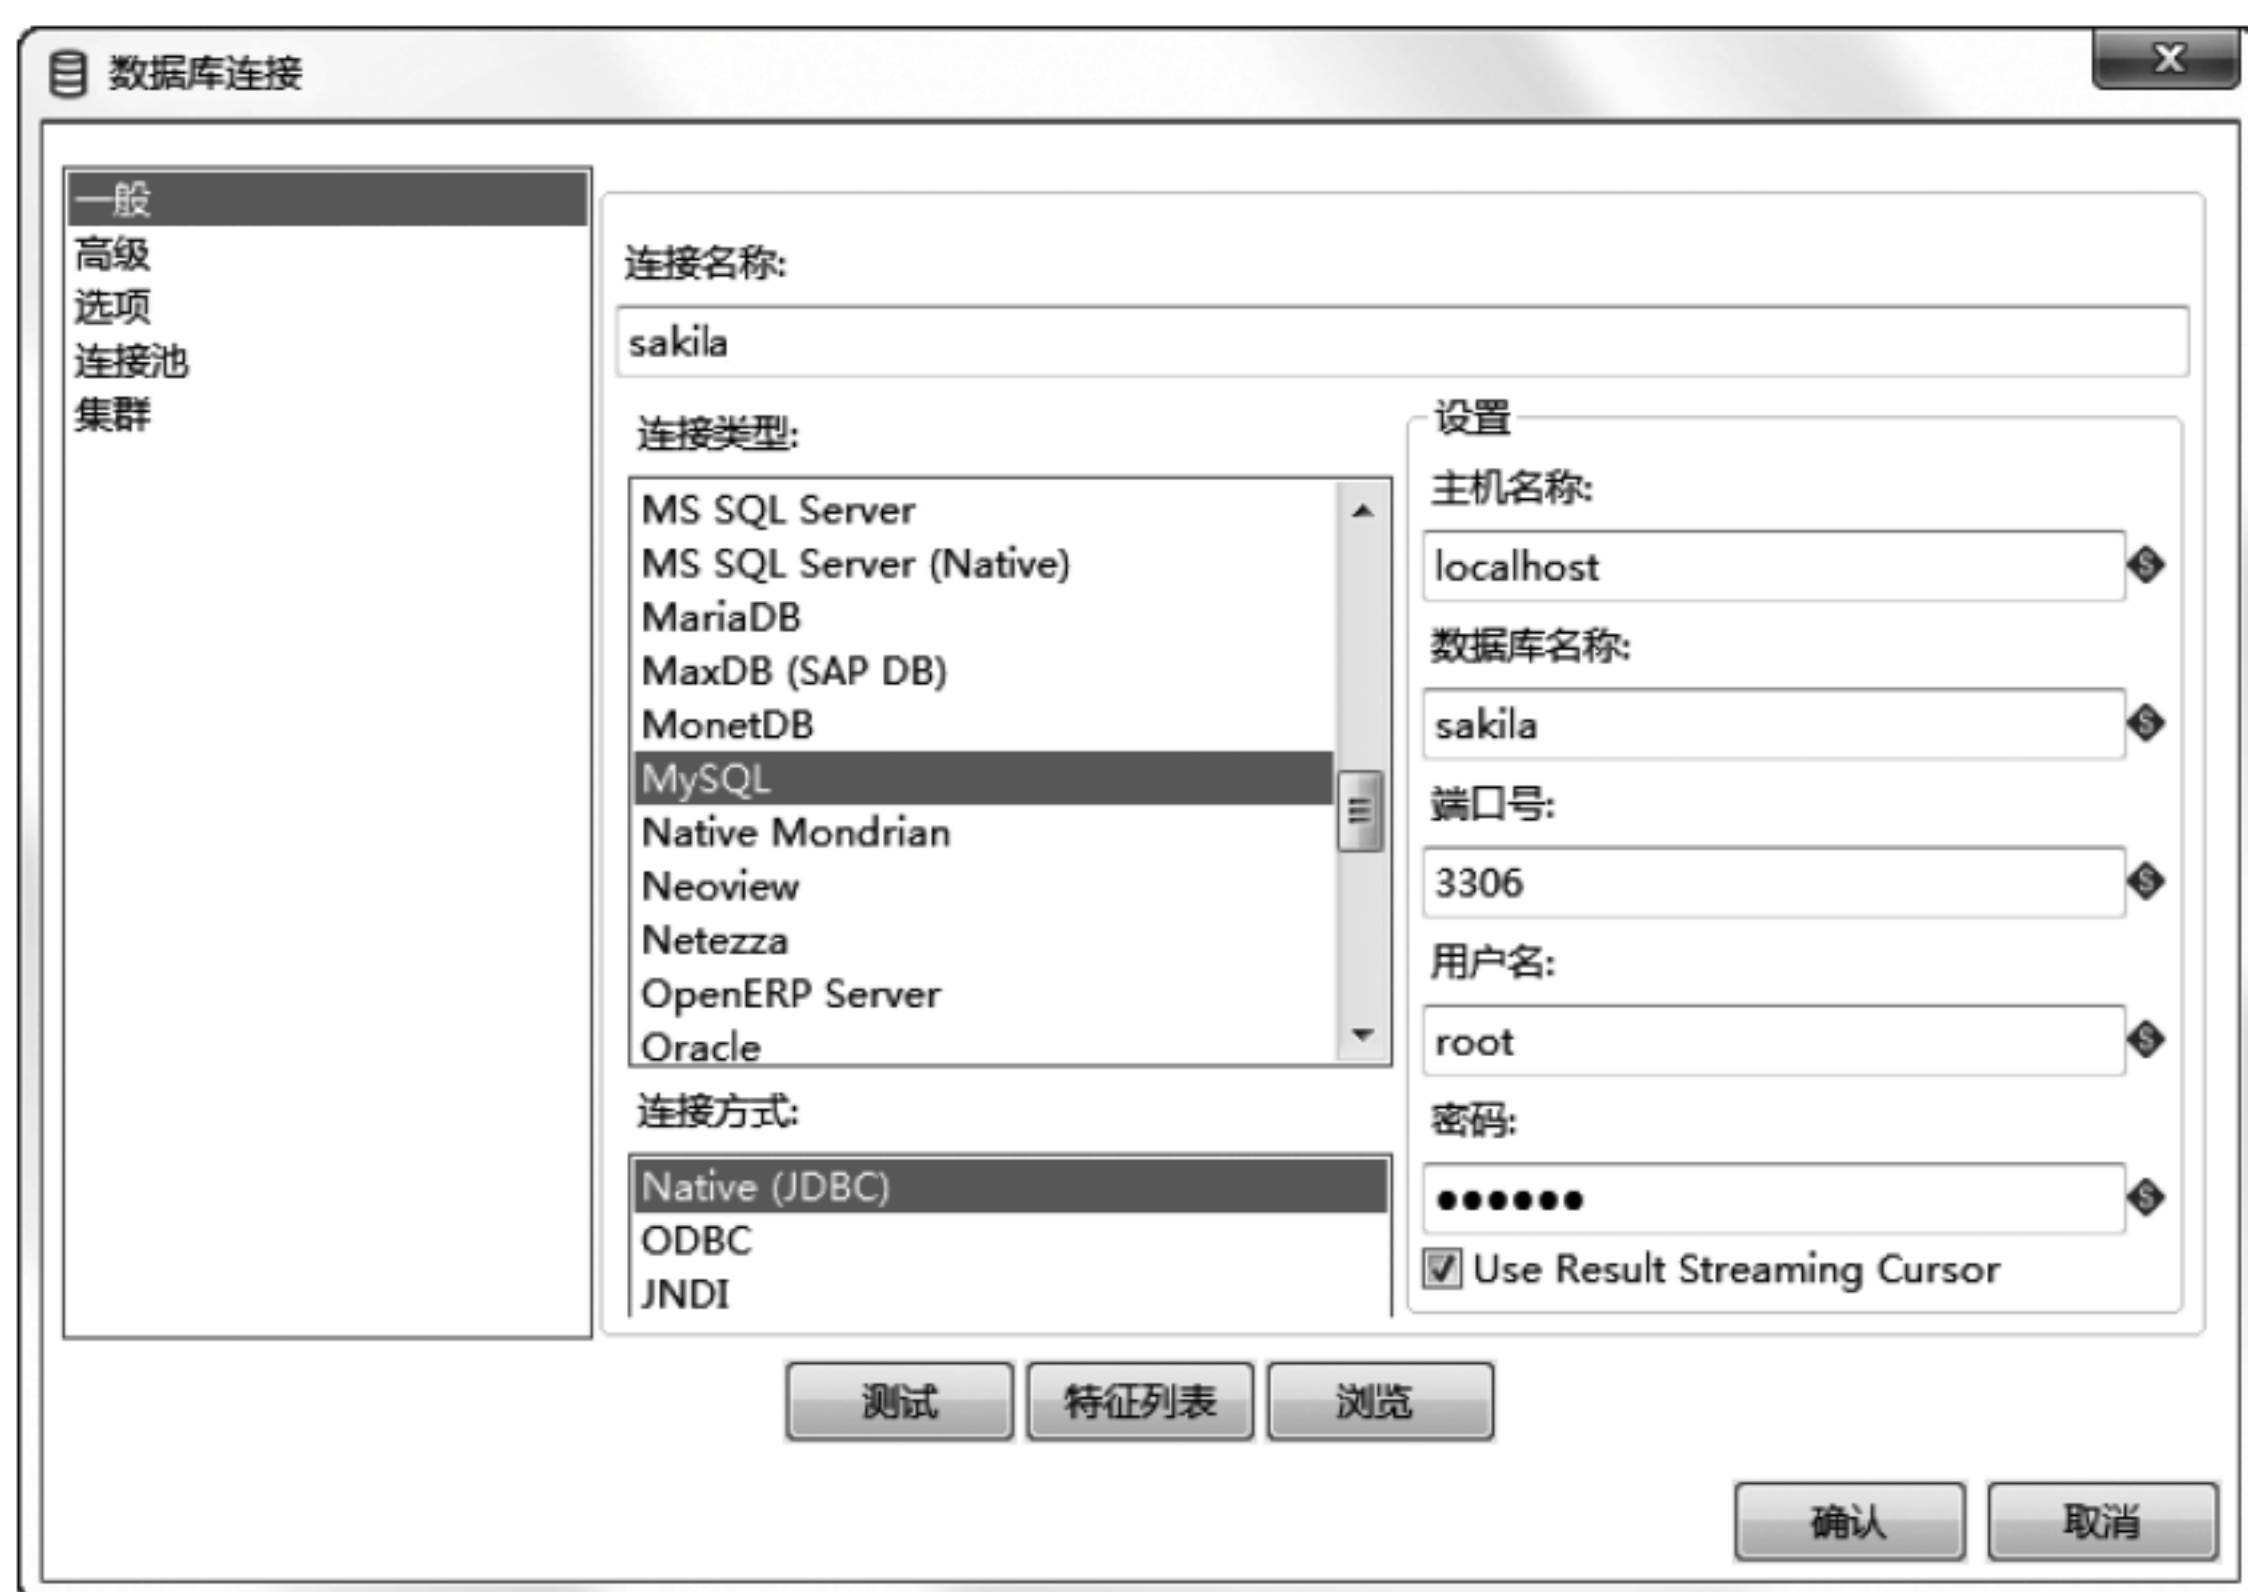 数据库连接
一般
高级
选项
连接池
集群
连接名称:
sakila
连接类型:
MS SQL Server
MS SQL Server (Native)
MariaDB
MaxDB (SAP DB)
MonetDB
MySQL
Native Mondrian
Neoview
Netezza
OpenERP Server
Oracle
连接方式:
Native (JDBC)
ODBC
JNDI
设置
主机名称:
localhost
数据库名称:
sakila
端口号:
3306
用户名:
root
密码:
●●●●●●
Use Result Streaming Cursor
测试
特征列表
浏览
确认
取消